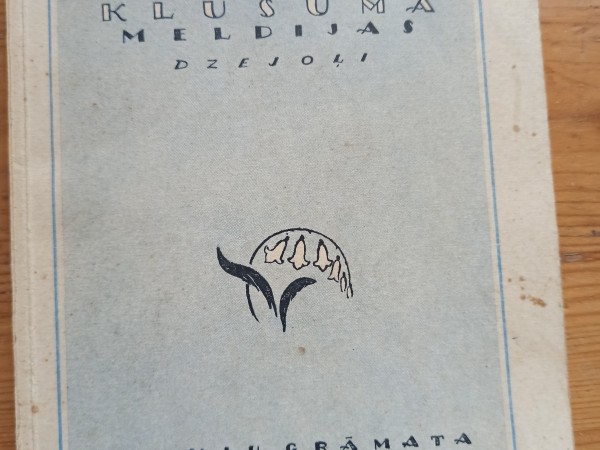 KLUSUMA
MELDIJAS
DZEJOĻI
GRĀMATA